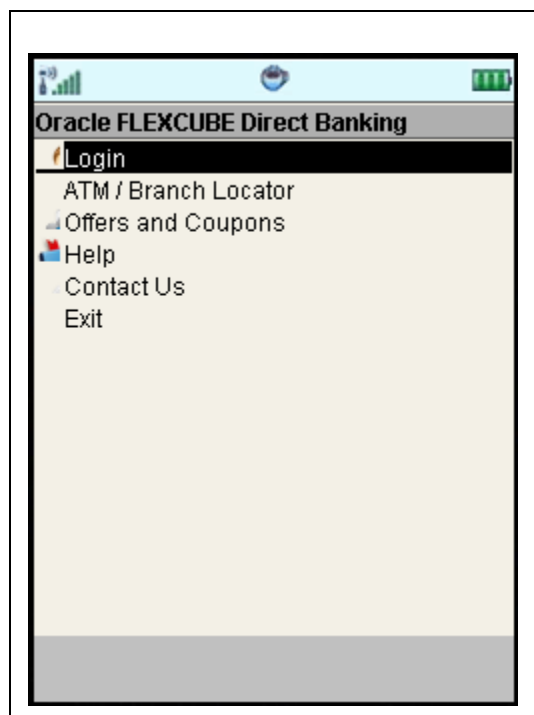 Oracle FLEXCUBE Direct Banking
Login
ATM / Branch Locator
Offers and Coupons
Help
Contact Us
Exit